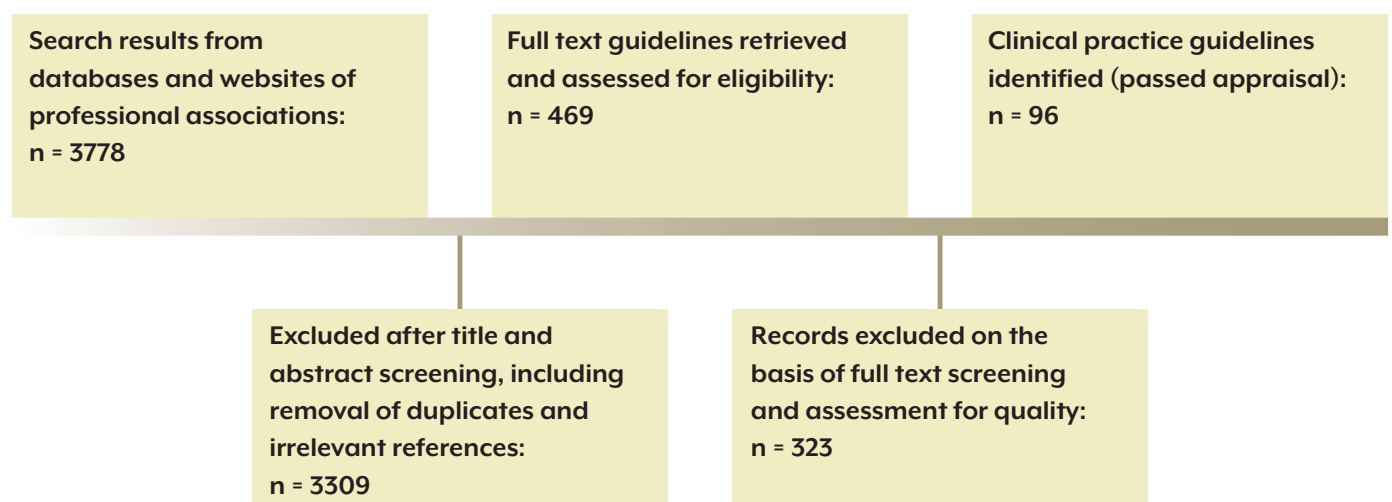 Search results from
databases and websites of
professional associations:
n = 3778
Full text guidelines retrieved
and assessed for eligibility:
n = 469
Clinical practice guidelines
identified (passed appraisal):
n = 96
Excluded after title and
abstract screening, including
removal of duplicates and
irrelevant references:
n = 3309
Records excluded on the
basis of full text screening
and assessment for quality:
n = 323